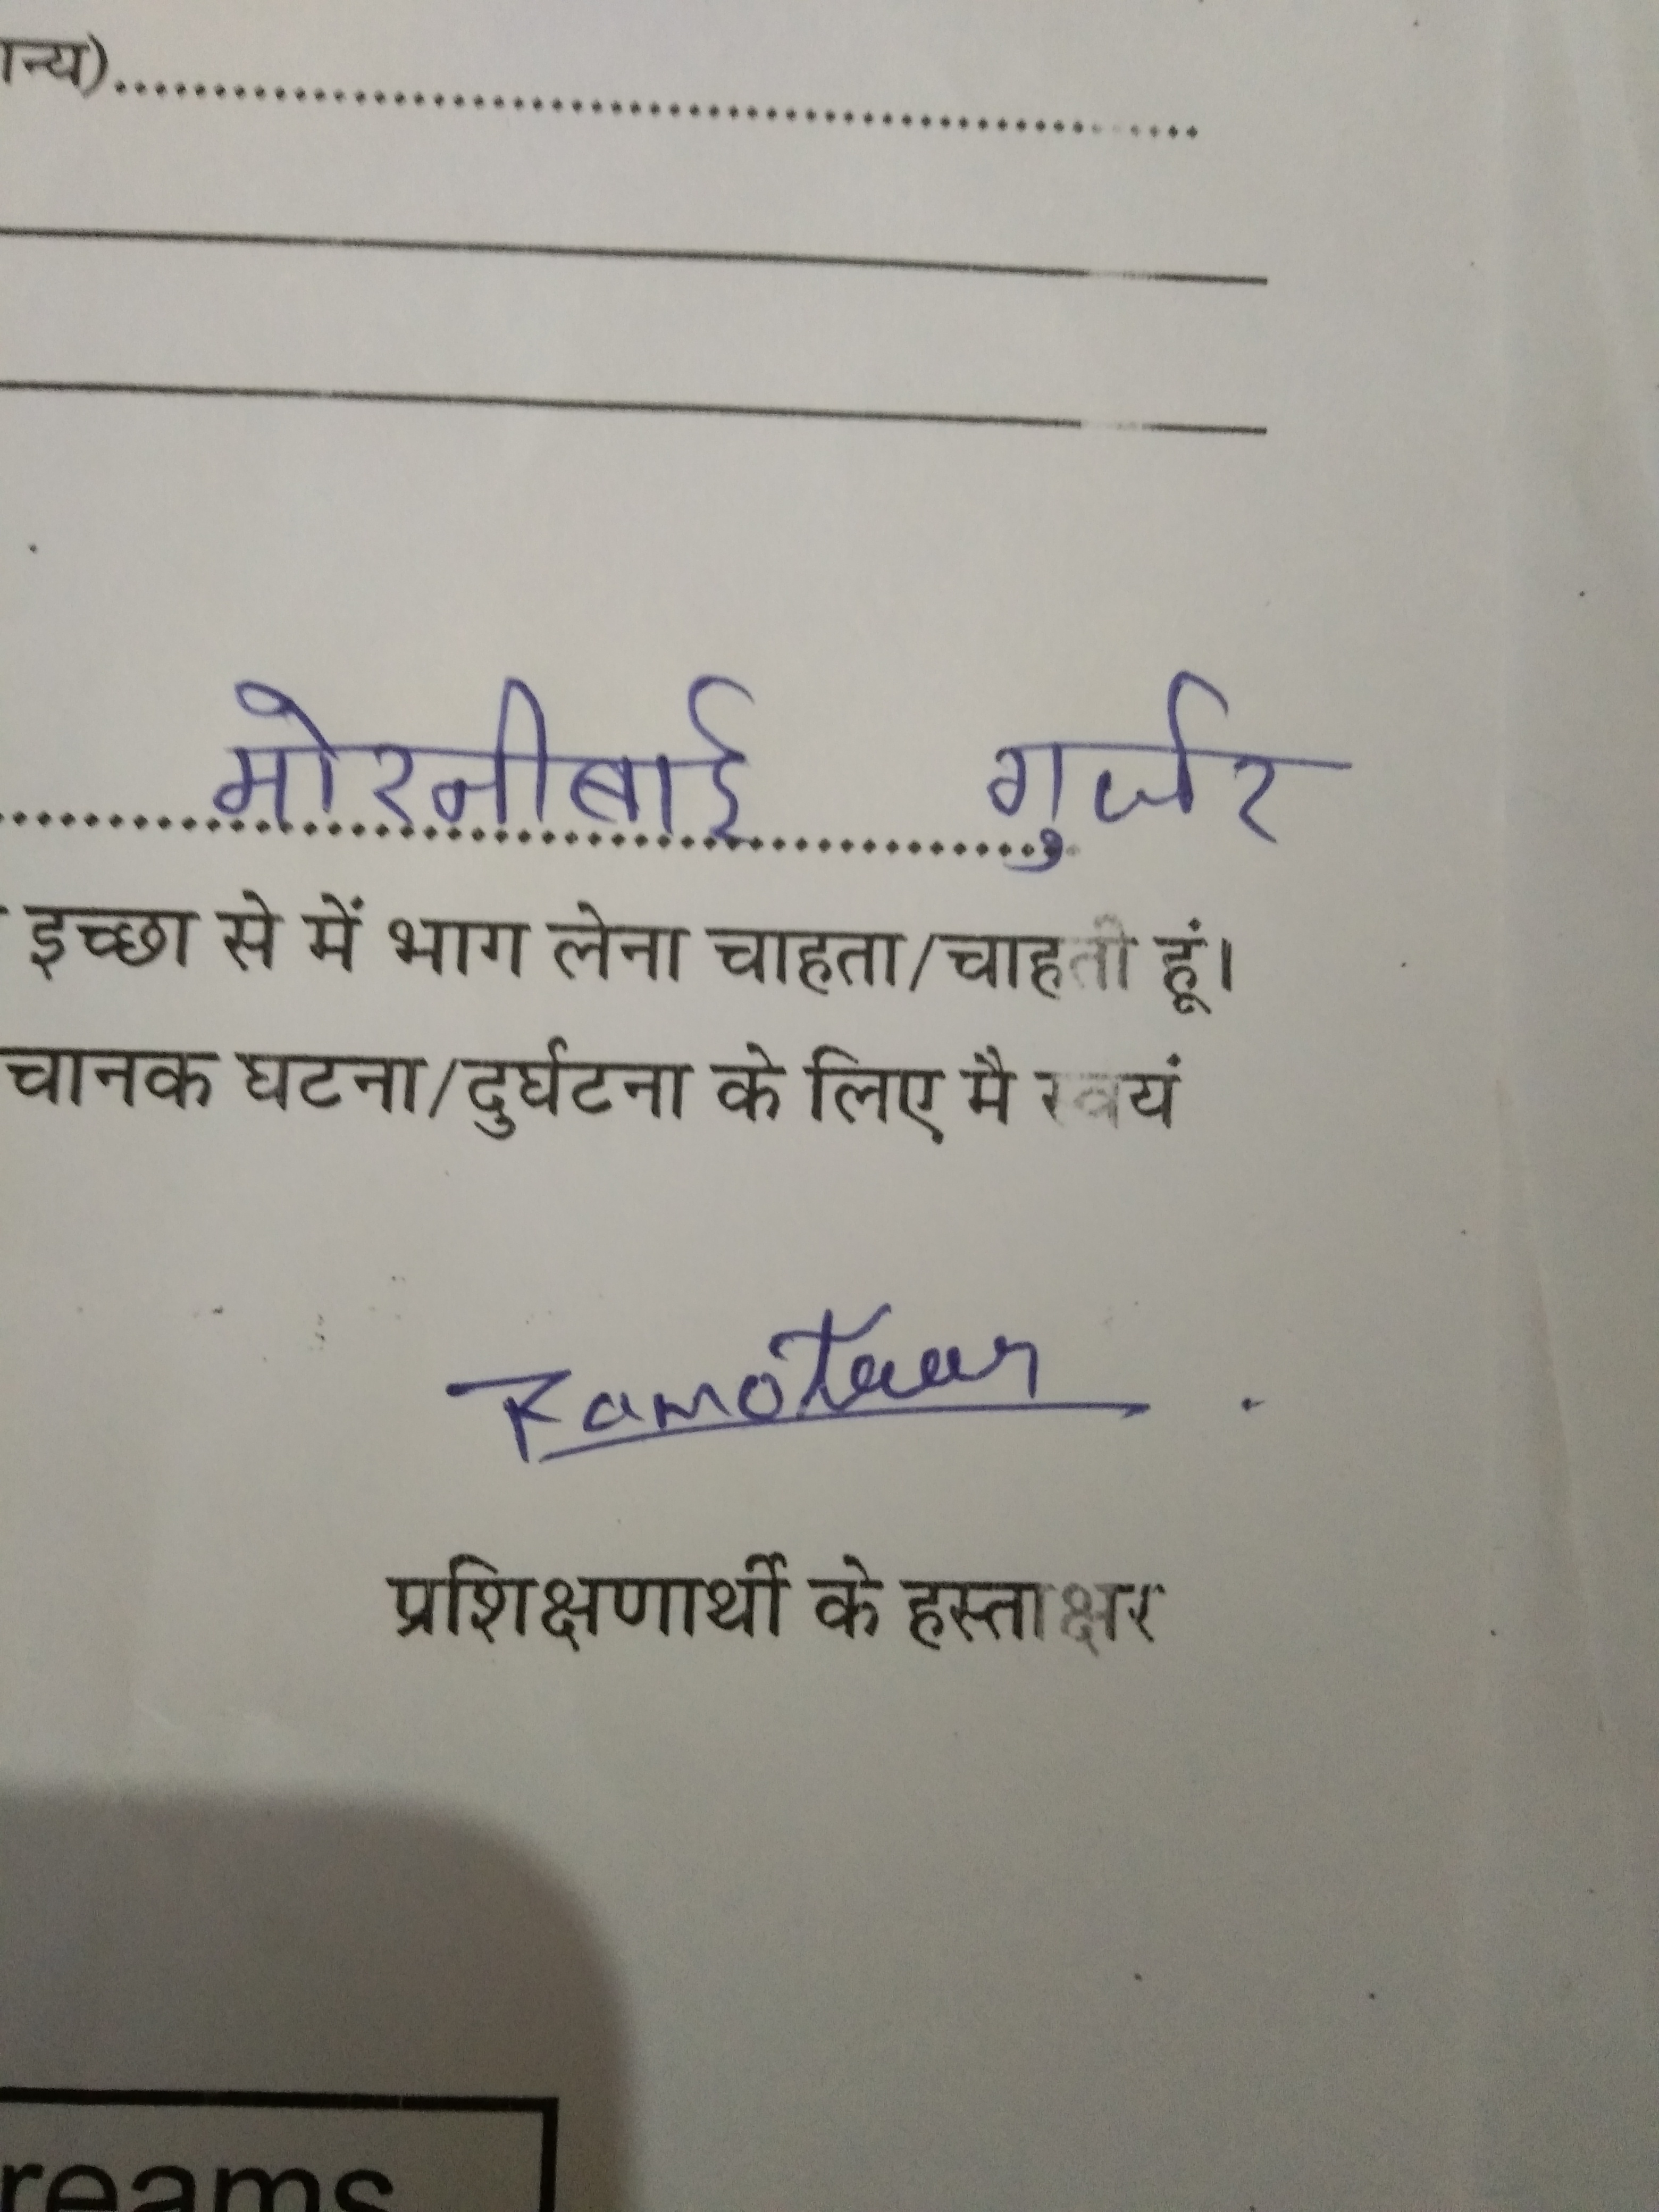 ान्य)..............................................................
मोरनीबाई गुर्जर
इच्छा से में भाग लेना चाहता/चाहती हूं।
चानक घटना/दुर्घटना के लिए मै स्वयं
Ramotaar
प्रशिक्षणार्थी के हस्ताक्षर
reams